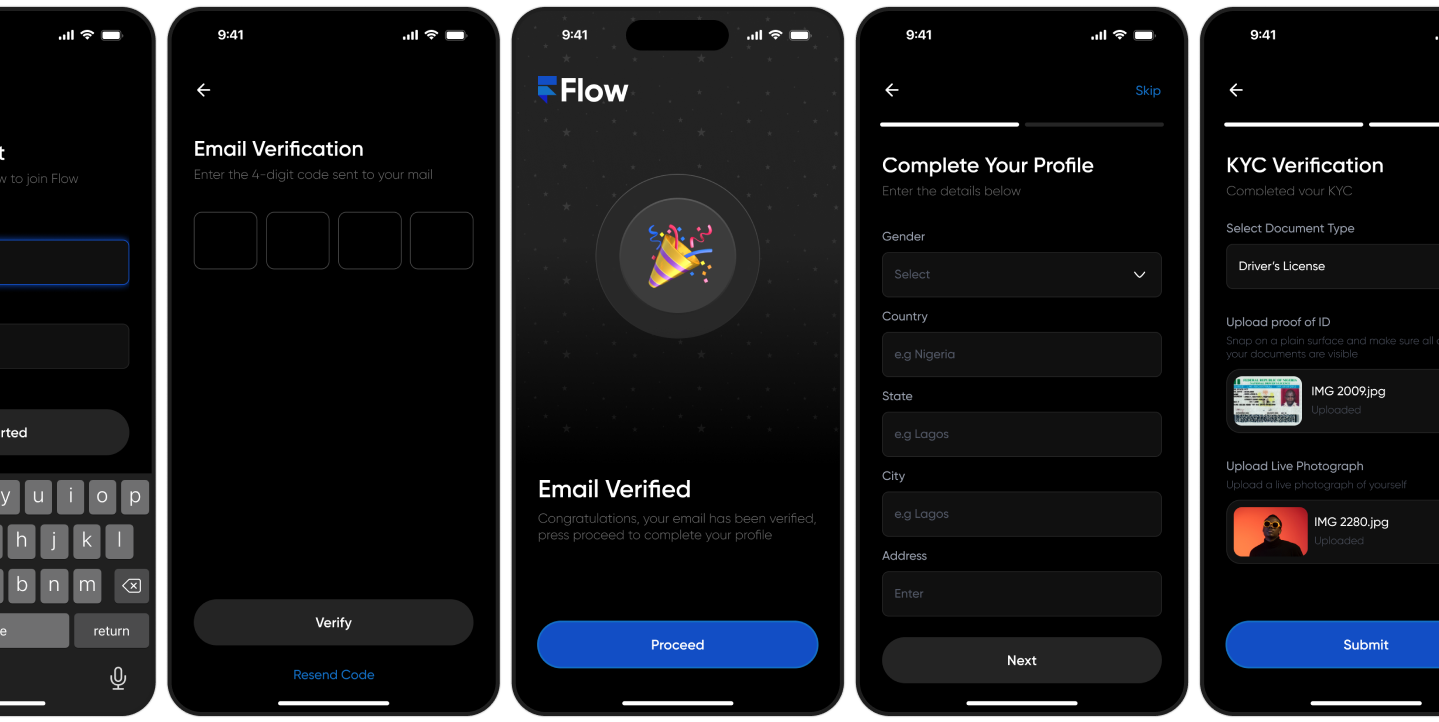 t
w to join Flow
rted
y u i o p
h j k l
b n m
e return
9:41
Email Verification
Enter the 4-digit code sent to your mail
Verify
Resend Code
9:41
Flow
Email Verified
Congratulations, your email has been verified,
press proceed to complete your profile
Proceed
9:41
Skip
Complete Your Profile
Enter the details below
Gender
Select
Country
e.g Nigeria
State
e.g Lagos
City
e.g Lagos
Address
Enter
Next
9:41
KYC Verification
Completed your KYC
Select Document Type
Driver's License
Upload proof of ID
Snap on a plain surface and make sure all
your documents are visible
FEDERAL REPUBLIC OF NIGERIA
IMG 2009.jpg
Uploaded
Upload Live Photograph
Upload a live photograph of yourself
IMG 2280.jpg
Uploaded
Submit